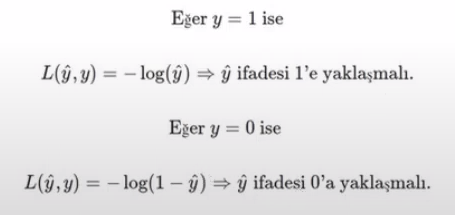 Eğer y = 1 ise
L(ŷ, y) = − log(ŷ) ⇒ ŷ ifadesi 1'e yaklaşmalı.
Eğer y = 0 ise
L(ŷ, y) = − log(1 − ŷ) ⇒ ŷ ifadesi 0'a yaklaşmalı.